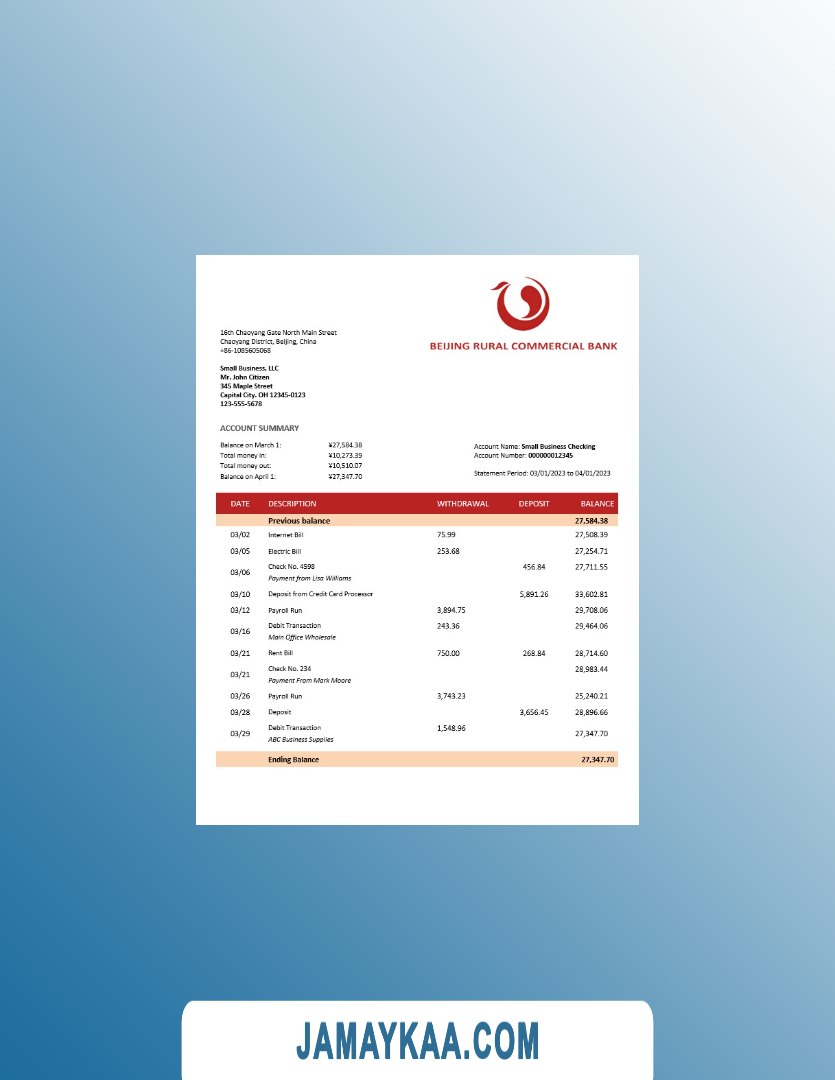 BEIJING RURAL COMMERCIAL BANK
16th Chaoyang Gate North Main Street
Chaoyang District, Beijing, China
+86-1085605068
Small Business, LLC
Mr. John Citizen
345 Maple Street
Capital City, OH 12345-0123
123-555-5678
ACCOUNT SUMMARY
Balance on March 1: ¥27,584.38
Total money in: ¥10,273.39
Total money out: ¥10,510.07
Balance on April 1: ¥27,347.70
Account Name: Small Business Checking
Account Number: 000000012345
Statement Period: 03/01/2023 to 04/01/2023
DATE DESCRIPTION WITHDRAWAL DEPOSIT BALANCE
Previous balance 27,584.38
03/02 Internet Bill 75.99 27,508.39
03/05 Electric Bill 253.68 27,254.71
03/06 Check No. 4598 456.84 27,711.55
Payment from Lisa Williams
03/10 Deposit from Credit Card Processor 5,891.26 33,602.81
03/12 Payroll Run 3,894.75 29,708.06
03/16 Debit Transaction 243.36 29,464.06
Main Office Wholesale
03/21 Rent Bill 750.00 268.84 28,714.60
03/21 Check No. 234 28,983.44
Payment From Mark Moore
03/26 Payroll Run 3,743.23 25,240.21
03/28 Deposit 3,656.45 28,896.66
03/29 Debit Transaction 1,548.96 27,347.70
ABC Business Supplies
Ending Balance 27,347.70
JAMAYKAA.COM